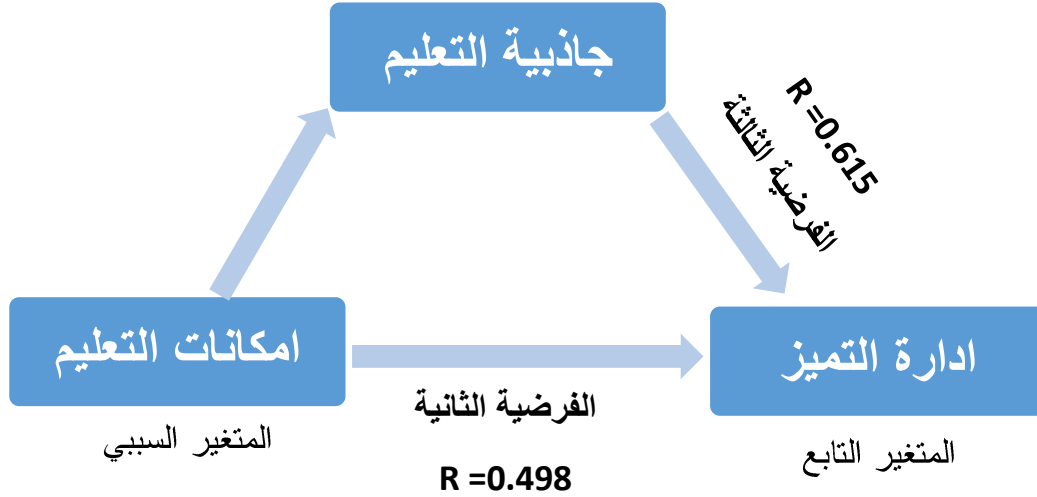 جاذبية التعليم
R =0.615
الفرضية الثالثة
امكانات التعليم
ادارة التميز
الفرضية الثانية
المتغير السببي
المتغير التابع
R =0.498